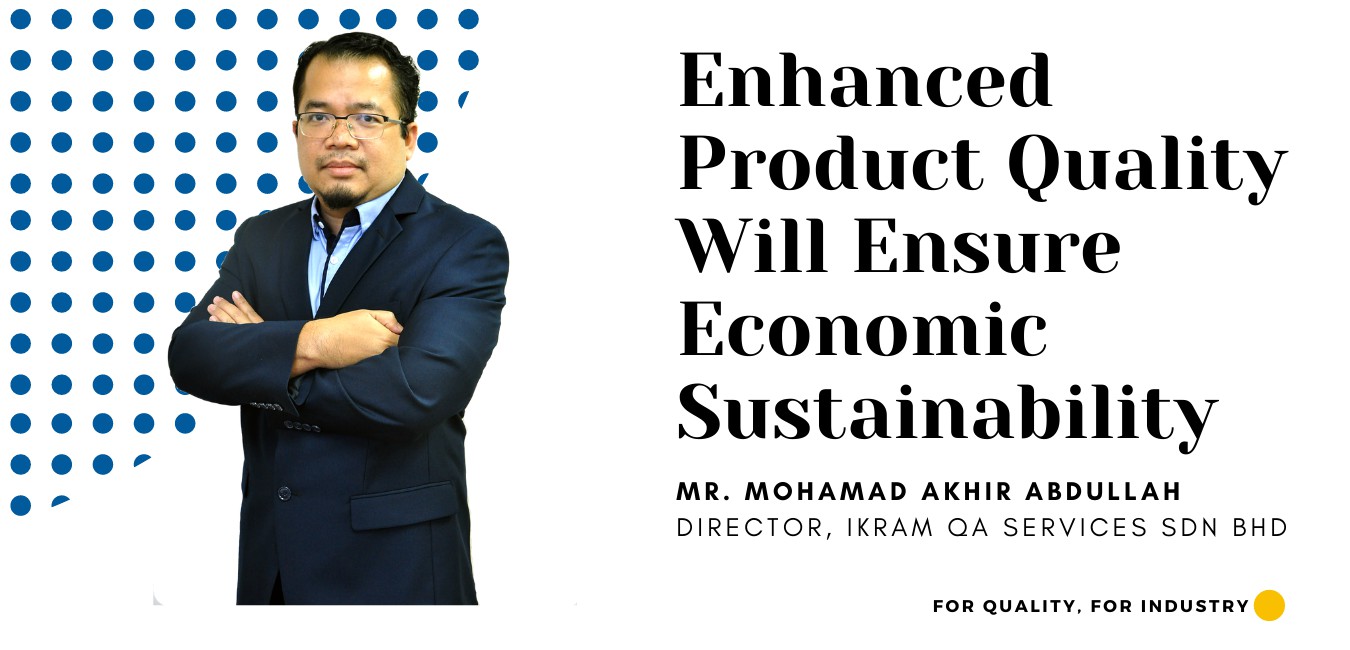 Enhanced
Product Quality
Will Ensure
Economic
Sustainability
MR. MOHAMAD AKHIR ABDULLAH
DIRECTOR, IKRAM QA SERVICES SDN BHD
FOR QUALITY, FOR INDUSTRY